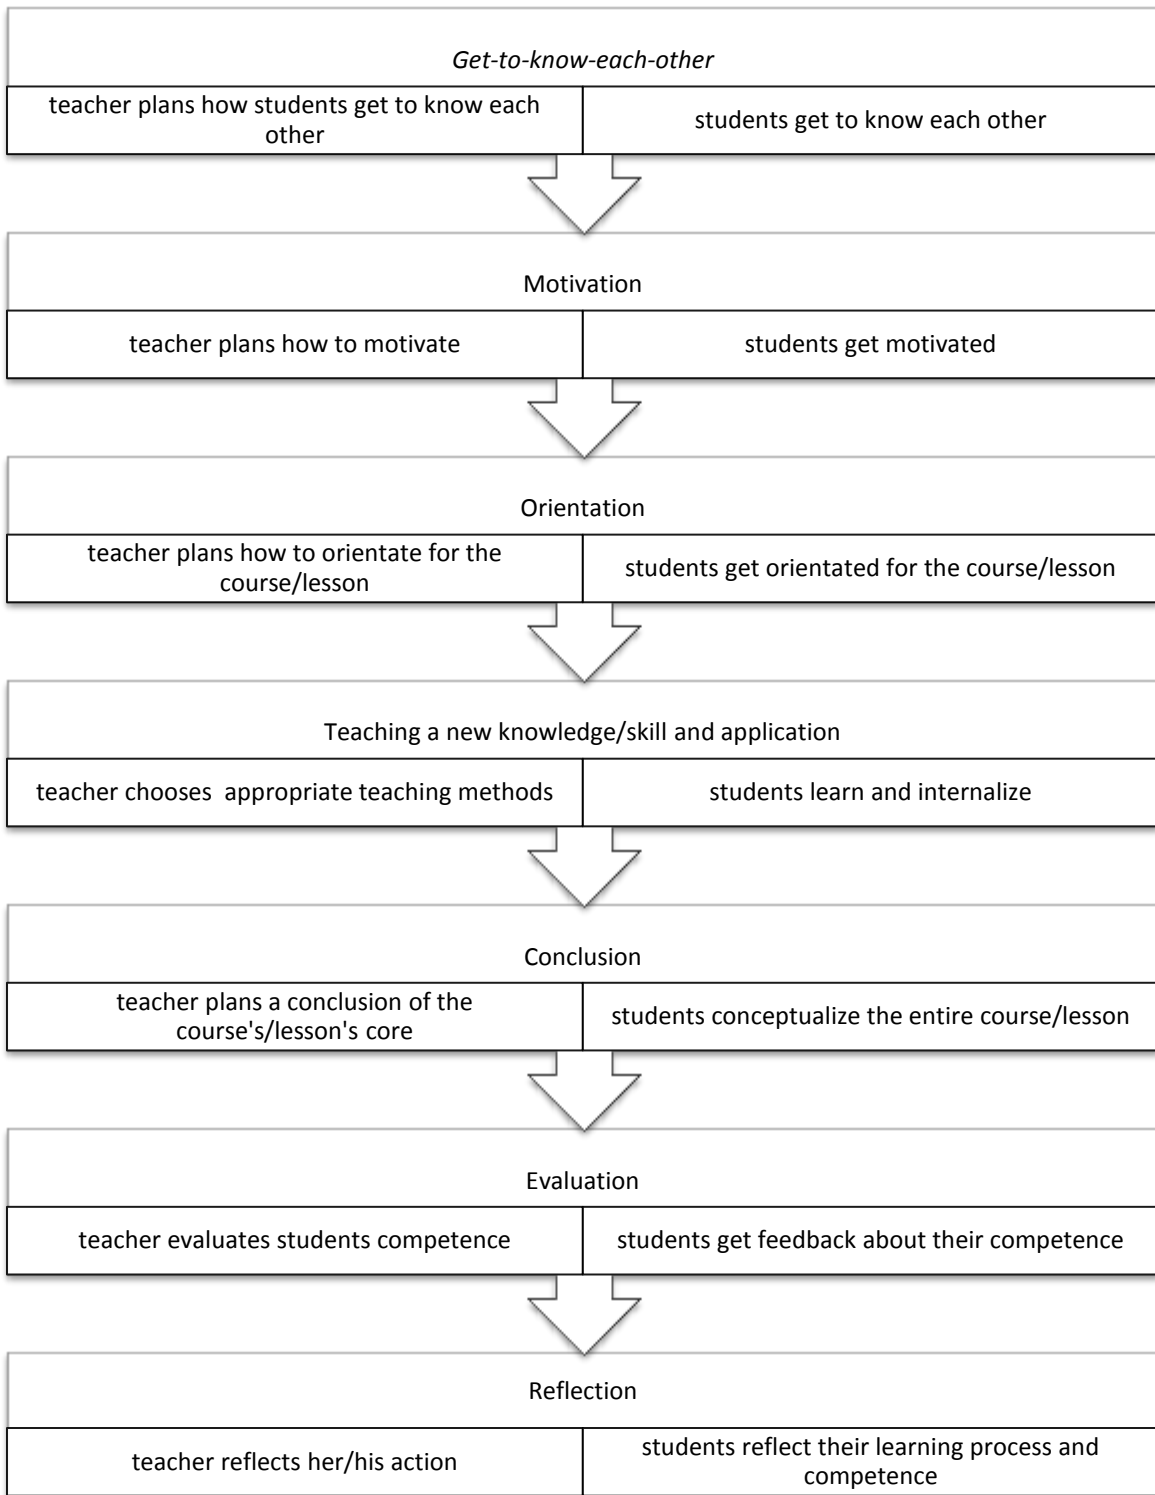 Get-to-know-each-other
teacher plans how students get to know each
other
students get to know each other
Motivation
teacher plans how to motivate
students get motivated
Orientation
teacher plans how to orientate for the
course/lesson
students get orientated for the course/lesson
Teaching a new knowledge/skill and application
teacher chooses  appropriate teaching methods
students learn and internalize
Conclusion
teacher plans a conclusion of the
course's/lesson's core
students conceptualize the entire course/lesson
Evaluation
teacher evaluates students competence
students get feedback about their competence
Reflection
teacher reflects her/his action
students reflect their learning process and
competence